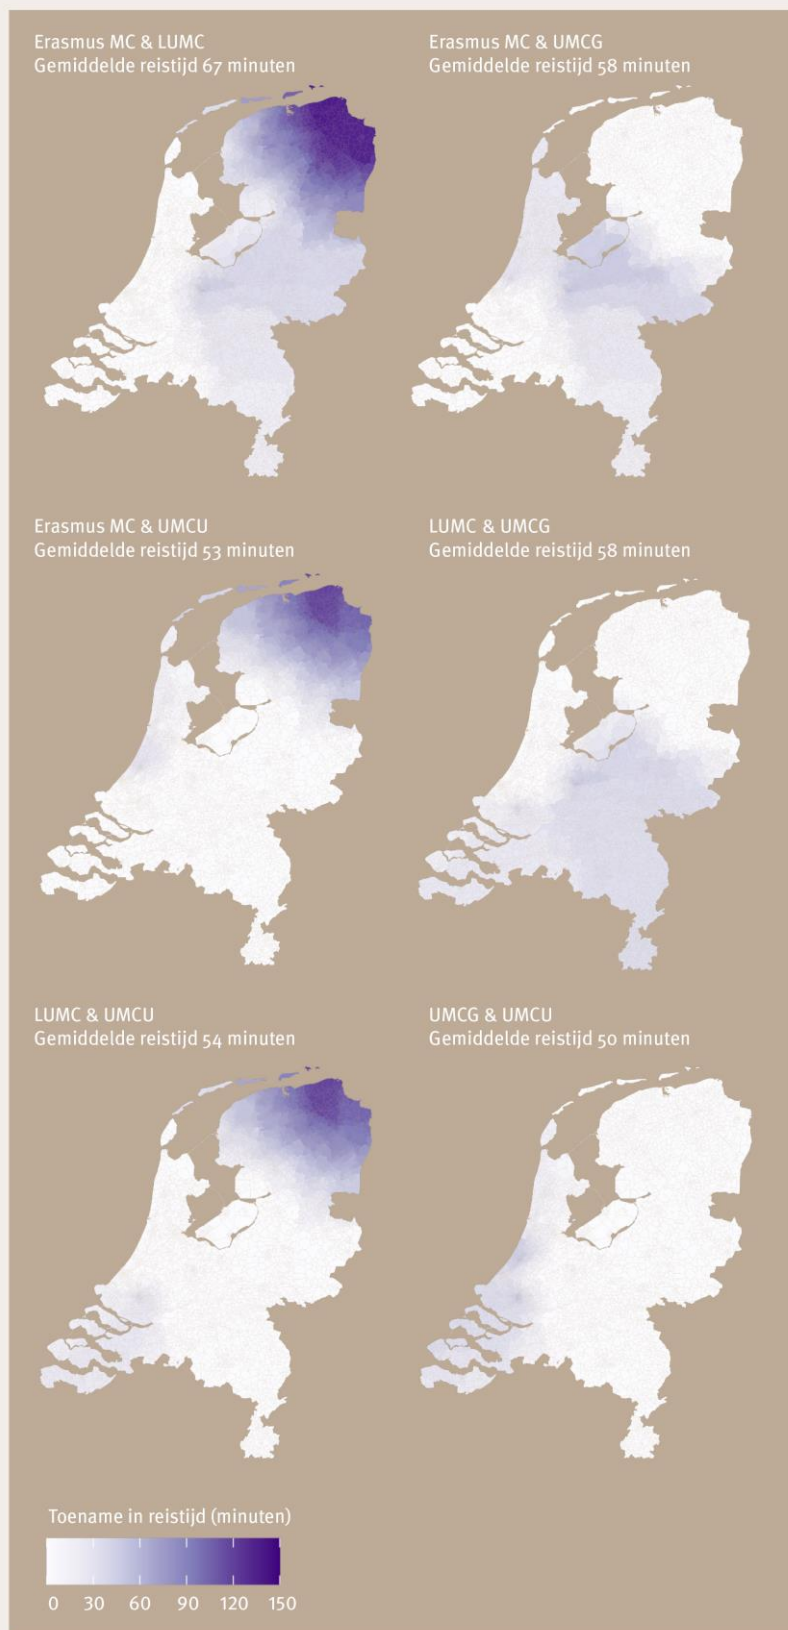 Erasmus MC & LUMC
Gemiddelde reistijd 67 minuten
Erasmus MC & UMCG
Gemiddelde reistijd 58 minuten
Erasmus MC & UMCU
Gemiddelde reistijd 53 minuten
LUMC & UMCG
Gemiddelde reistijd 58 minuten
LUMC & UMCU
Gemiddelde reistijd 54 minuten
UMCG & UMCU
Gemiddelde reistijd 50 minuten
Toename in reistijd (minuten)
0 30 60 90 120 150